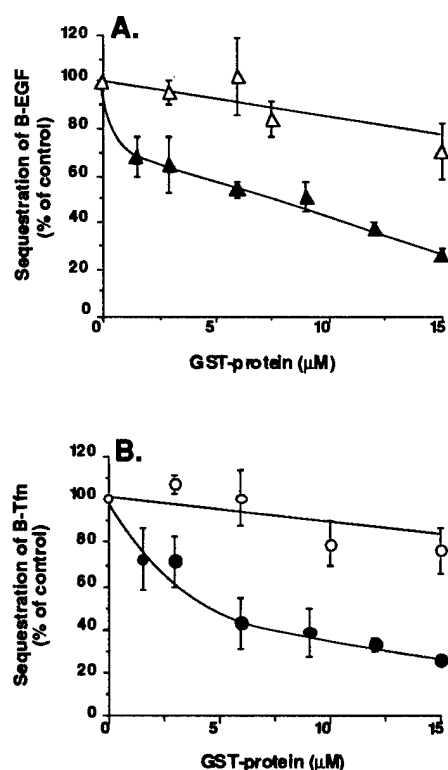 A.
Sequestration of B-EGF
(% of control)
120
100
80
60
40
20
0
0
5
10
15
GST-protein (μM)
B.
Sequestration of B-Tfn
(% of control)
120
100
80
60
40
20
0
0
5
10
15
GST-protein (μM)